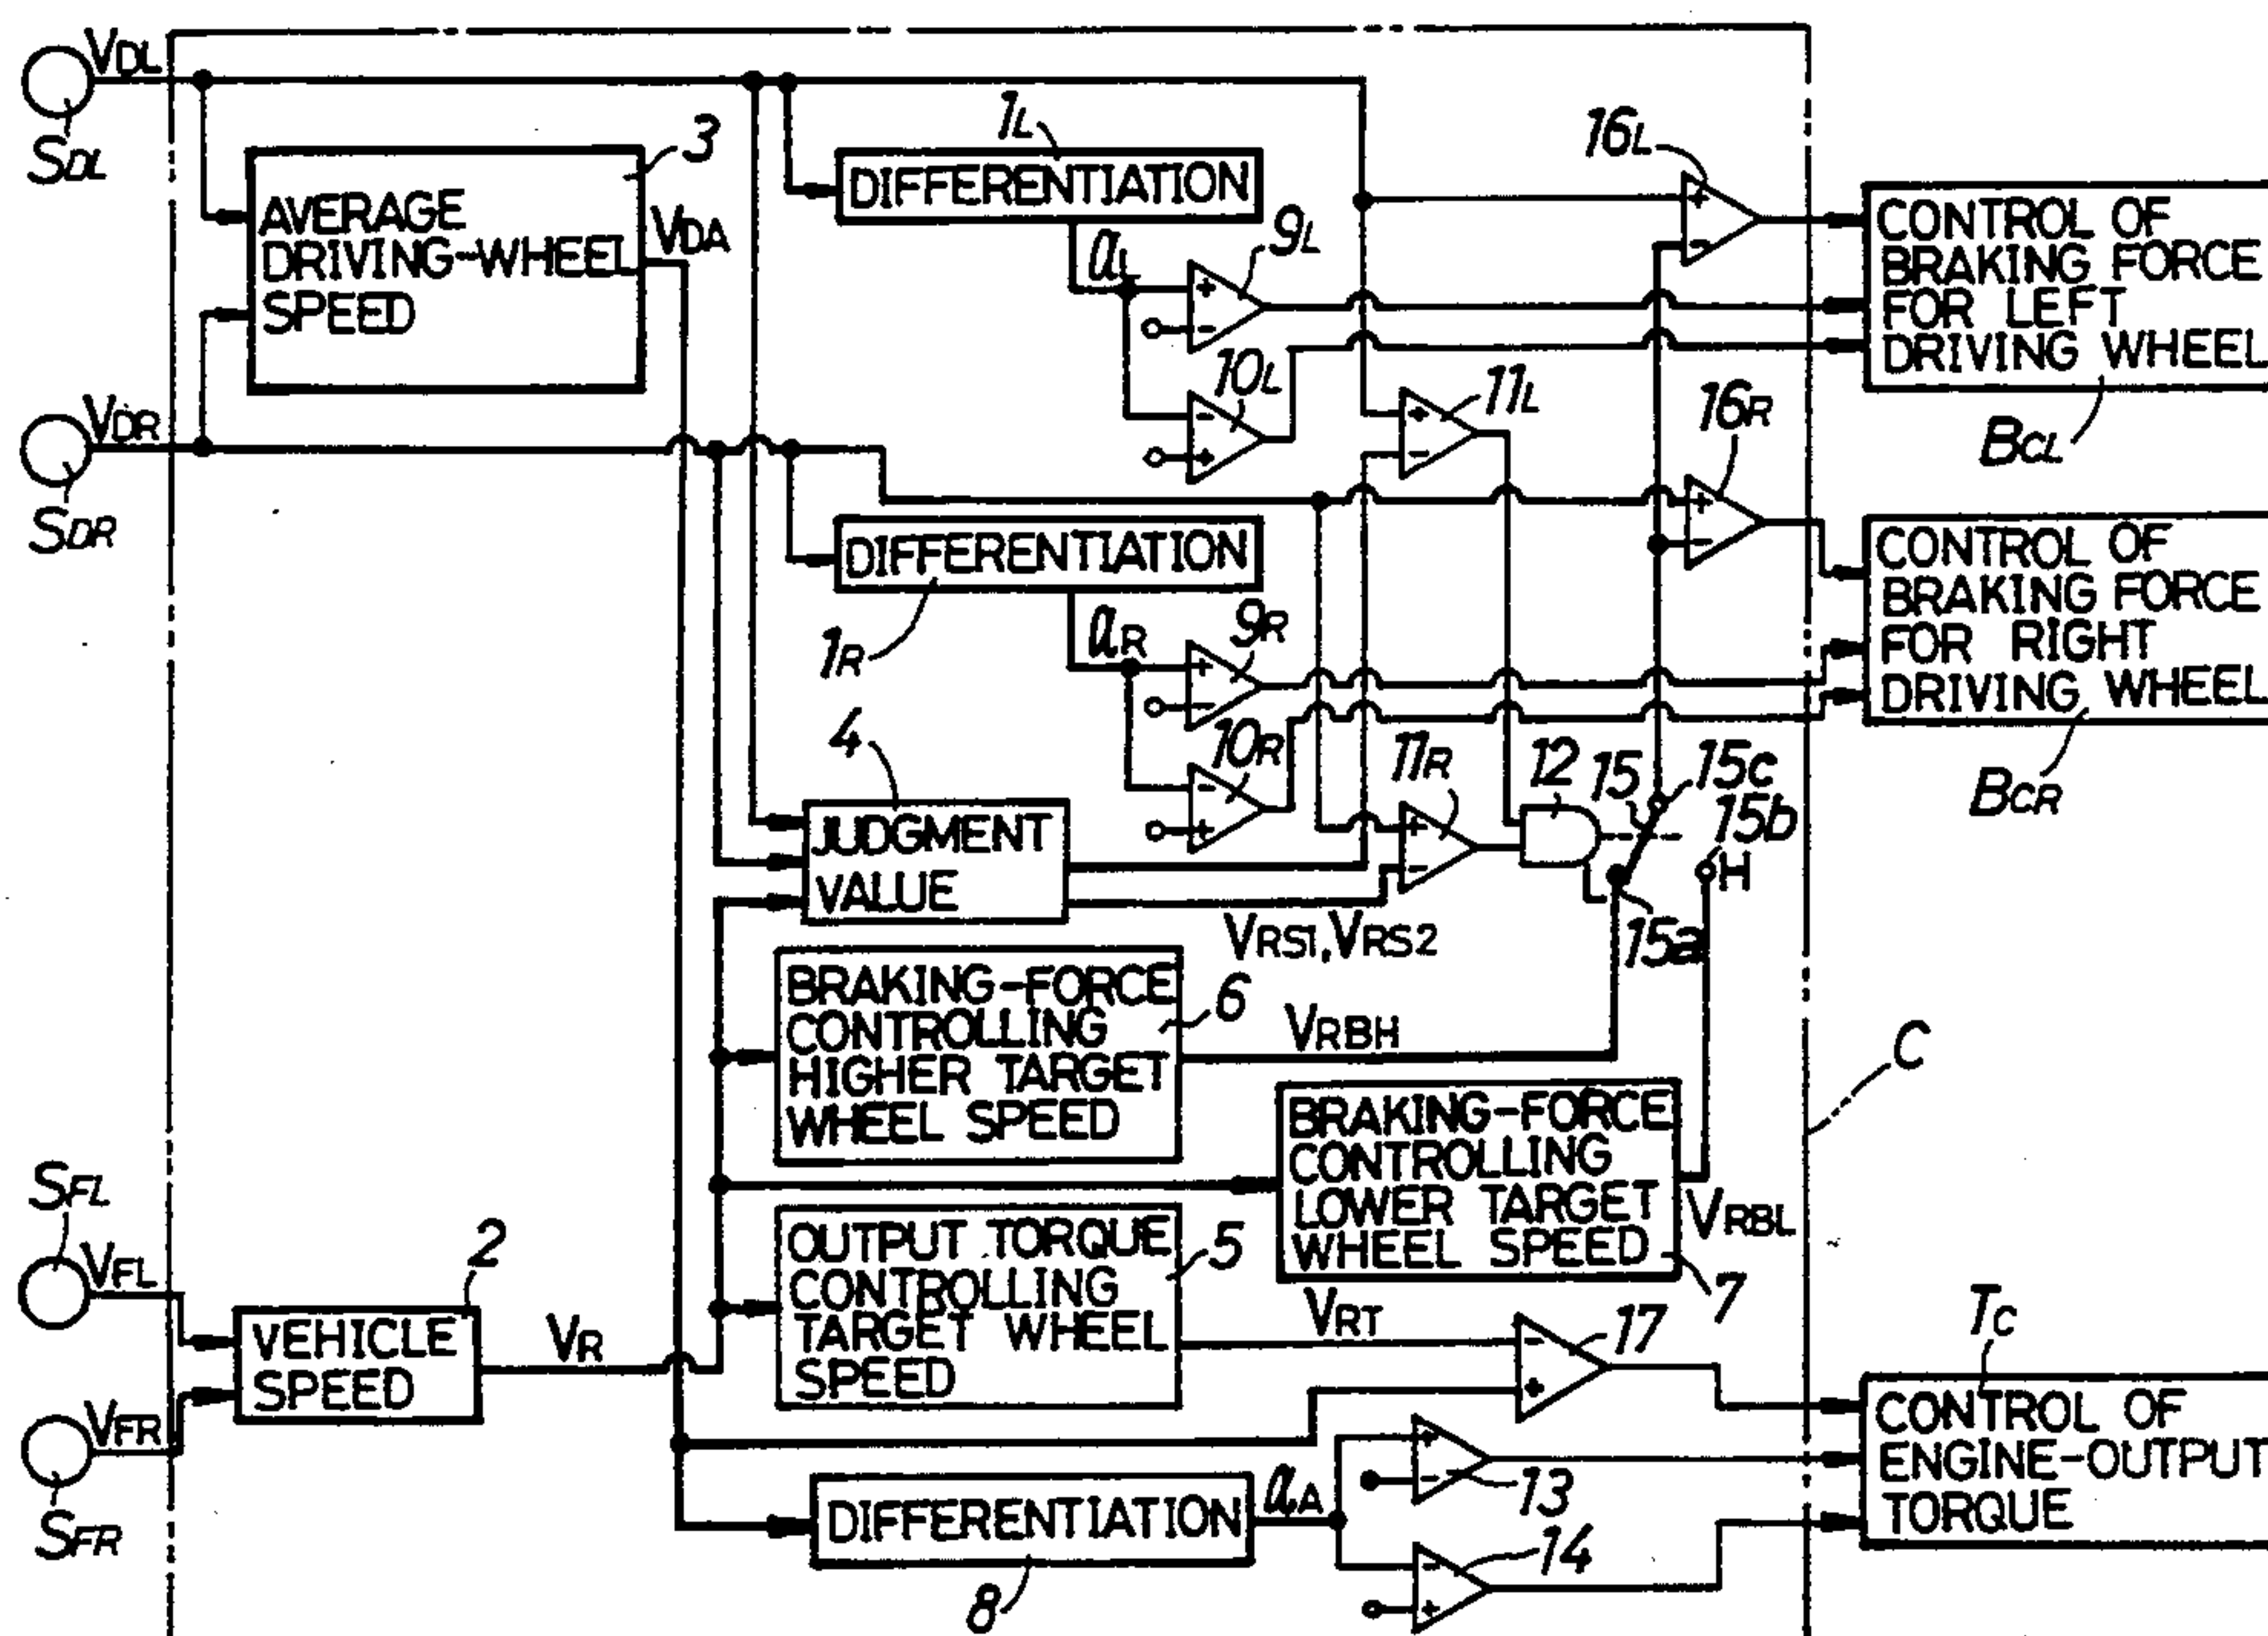 VDL
SDL
3
AVERAGE
DRIVING-WHEEL
SPEED
VDA
1L
DIFFERENTIATION
aL
9L
10L
16L
+
-
CONTROL OF
BRAKING FORCE
FOR LEFT
DRIVING WHEEL
BCL
+
-
-
+
11L
+
-
VDR
SDR
16R
+
-
DIFFERENTIATION
1R
aR
9R
+
-
CONTROL OF
BRAKING FORCE
FOR RIGHT
DRIVING WHEEL
BCR
10R
-
+
4
JUDGMENT
VALUE
11R
+
-
12
15
15c
15b
H
L
15a
VRS1,VRS2
BRAKING-FORCE
CONTROLLING
HIGHER TARGET
WHEEL SPEED
6
VRBH
C
BRAKING-FORCE
CONTROLLING
LOWER TARGET
WHEEL SPEED
7
VRBL
SFL
VFL
2
VEHICLE
SPEED
VR
VFR
SFR
OUTPUT TORQUE
CONTROLLING
TARGET WHEEL
SPEED
5
VRT
17
-
+
TC
CONTROL OF
ENGINE-OUTPUT
TORQUE
DIFFERENTIATION
8
aA
+
-
13
14
-
+